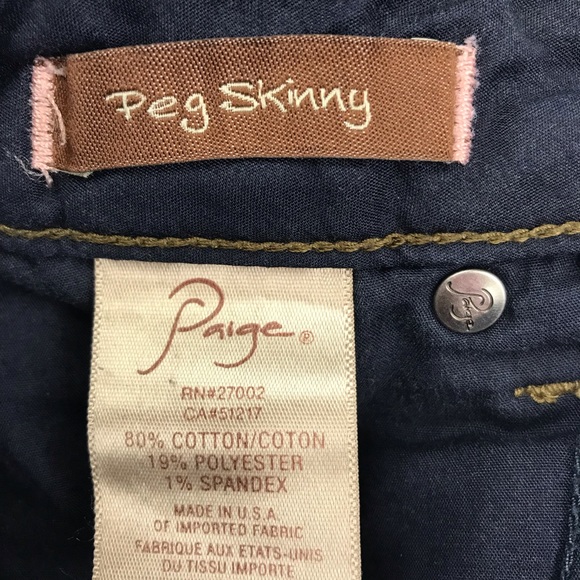 Peg Skinny
Paige®
RN#27002
CA#51217
80% COTTON/COTON
19% POLYESTER
1% SPANDEX
MADE IN U.S.A.
OF IMPORTED FABRIC
FABRIQUE AUX ETATS-UNIS
DU TISSU IMPORTE
Paige